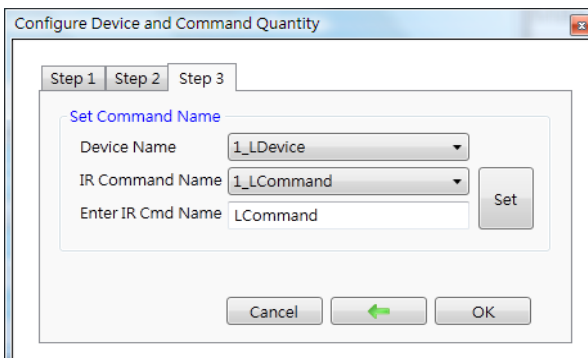 Configure Device and Command Quantity
Step 1 Step 2 Step 3
Set Command Name
Device Name 1_LDevice
IR Command Name 1_LCommand
Enter IR Cmd Name LCommand
Set
Cancel OK